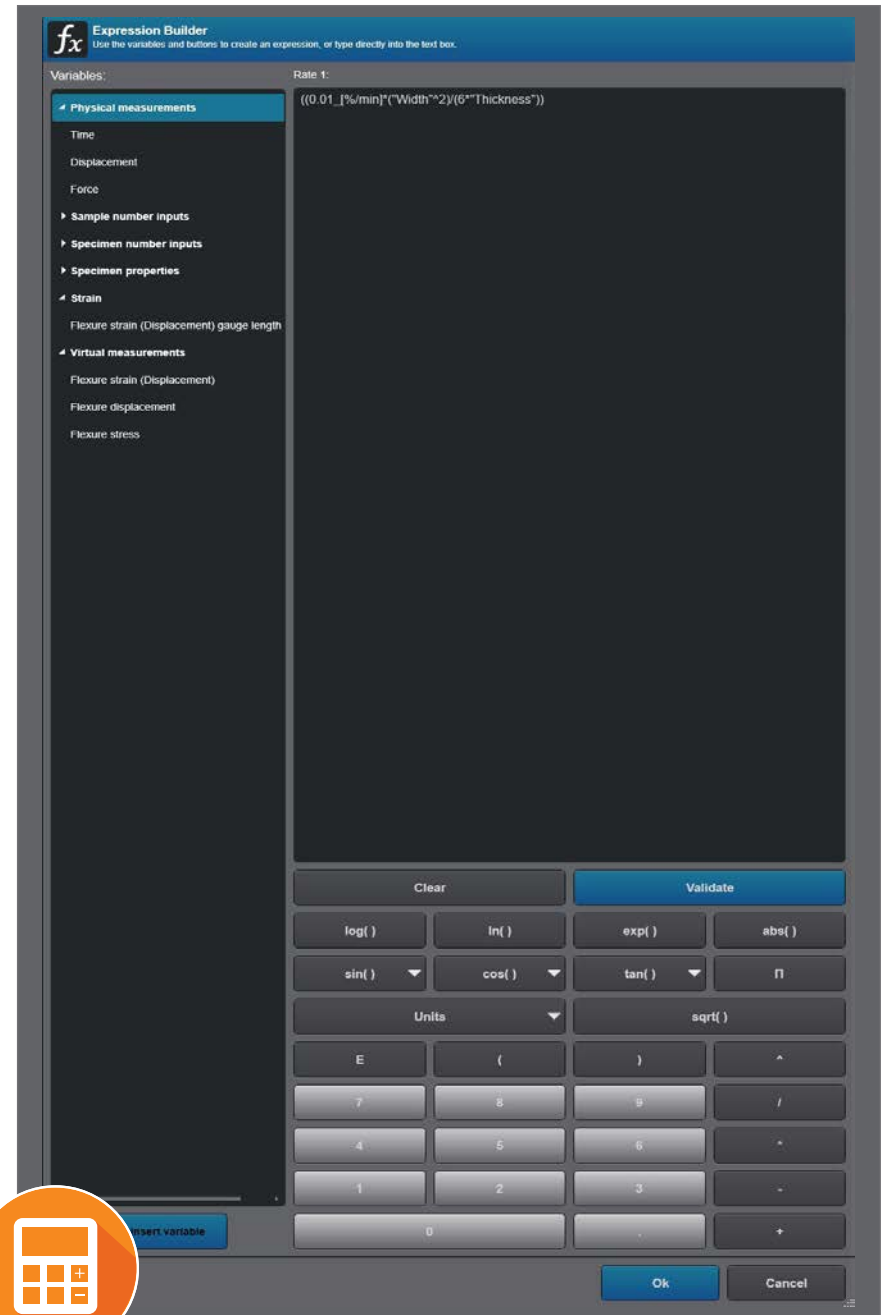 fx
Expression Builder
Use the variables and buttons to create an expression, or type directly into the text box.
Variables:
Rate 1:
Physical measurements
Time
Displacement
Force
Sample number inputs
Specimen number inputs
Specimen properties
Strain
Flexure strain (Displacement) gauge length
Virtual measurements
Flexure strain (Displacement)
Flexure displacement
Flexure stress
((0.01_[%/min]*("Width"^2)/(6*"Thickness"))
Clear
Validate
log( )
ln( )
exp( )
abs( )
sin( )
cos( )
tan( )
Π
Units
sqrt( )
E
(
)
^
7
8
9
/
4
5
6
*
1
2
3
-
0
.
+
Insert variable
Ok
Cancel